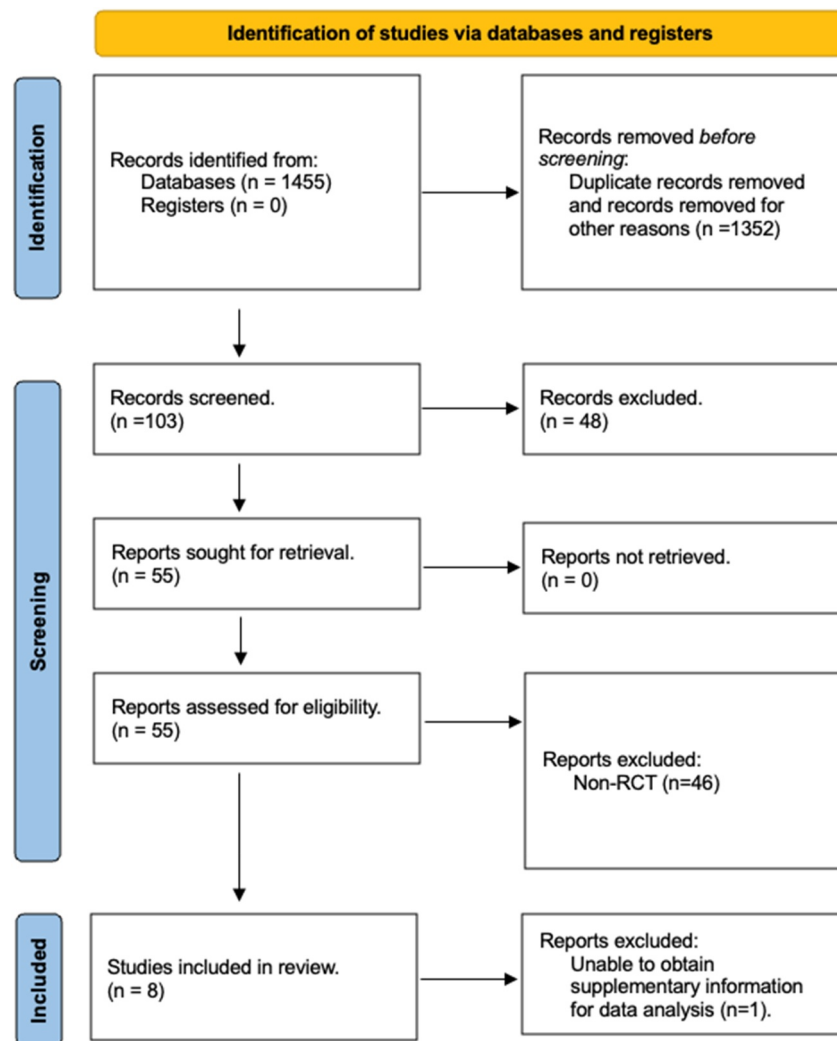 Identification of studies via databases and registers
Identification
Records identified from:
Databases (n = 1455)
Registers (n = 0)
Records removed before
screening:
Duplicate records removed
and records removed for
other reasons (n =1352)
Screening
Records screened.
(n =103)
Records excluded.
(n = 48)
Reports sought for retrieval.
(n = 55)
Reports not retrieved.
(n = 0)
Reports assessed for eligibility.
(n = 55)
Reports excluded:
Non-RCT (n=46)
Included
Studies included in review.
(n = 8)
Reports excluded:
Unable to obtain
supplementary information
for data analysis (n=1).